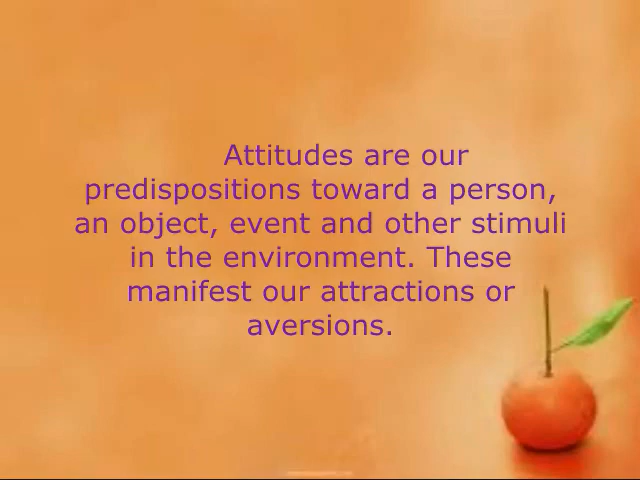 Attitudes are our
predispositions toward a person,
an object, event and other stimuli
in the environment. These
manifest our attractions or
aversions.